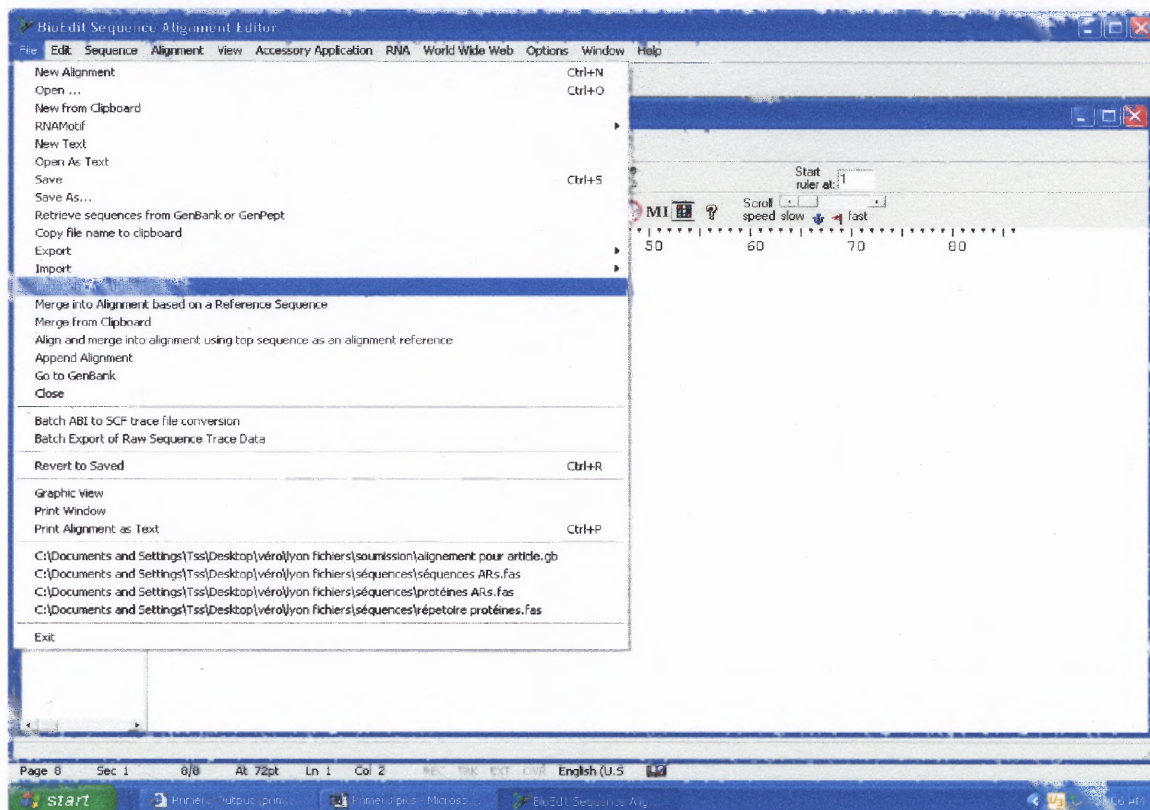 BioEdit Sequence Alignment Editor
File Edit Sequence Alignment View Accessory Application RNA World Wide Web Options Window Help
New Alignment Ctrl+N
Open ... Ctrl+O
New from Clipboard
RNAMotif
New Text
Open As Text
Save Ctrl+S
Save As...
Retrieve sequences from GenBank or GenPept
Copy file name to clipboard
Export
Import
Merge into Alignment based on a Reference Sequence
Merge from Clipboard
Align and merge into alignment using top sequence as an alignment reference
Append Alignment
Go to GenBank
Close
Batch ABI to SCF trace file conversion
Batch Export of Raw Sequence Trace Data
Revert to Saved Ctrl+R
Graphic View
Print Window
Print Alignment as Text Ctrl+P
C:\Documents and Settings\Tss\Desktop\véro\lyon fichiers\soumission\alignement pour article.gb
C:\Documents and Settings\Tss\Desktop\véro\lyon fichiers\séquences\séquences ARs.fas
C:\Documents and Settings\Tss\Desktop\véro\lyon fichiers\séquences\protéines ARs.fas
C:\Documents and Settings\Tss\Desktop\véro\lyon fichiers\séquences\répetoire protéines.fas
Exit
Start ruler at: 1
MI Scroll speed slow fast
50 60 70 80
Page 8 Sec 1 8/8 At 72pt Ln 1 Col 2 REC TRK EXT OVR English (U.S
start Primer3 Output (prim... Primers pics - Microso... BioEdit Sequence Alig...